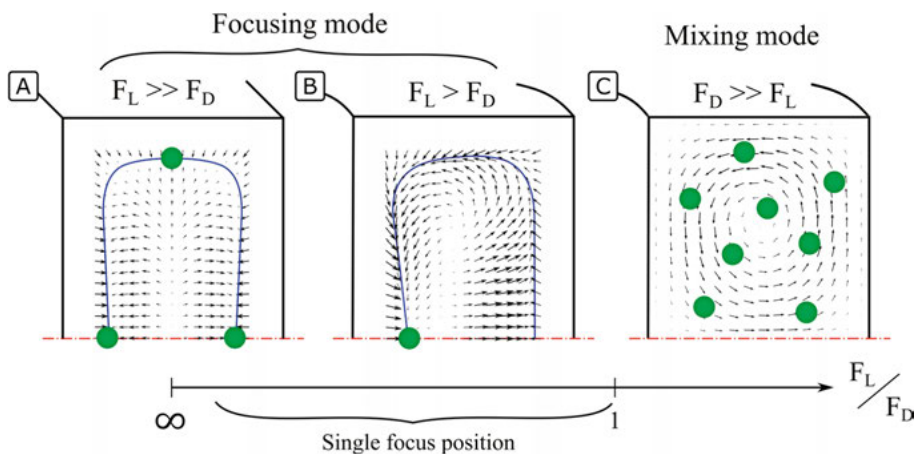 Focusing mode
Mixing mode
A
F_L >> F_D
B
F_L > F_D
C
F_D >> F_L
∞
1
F_L/F_D
Single focus position